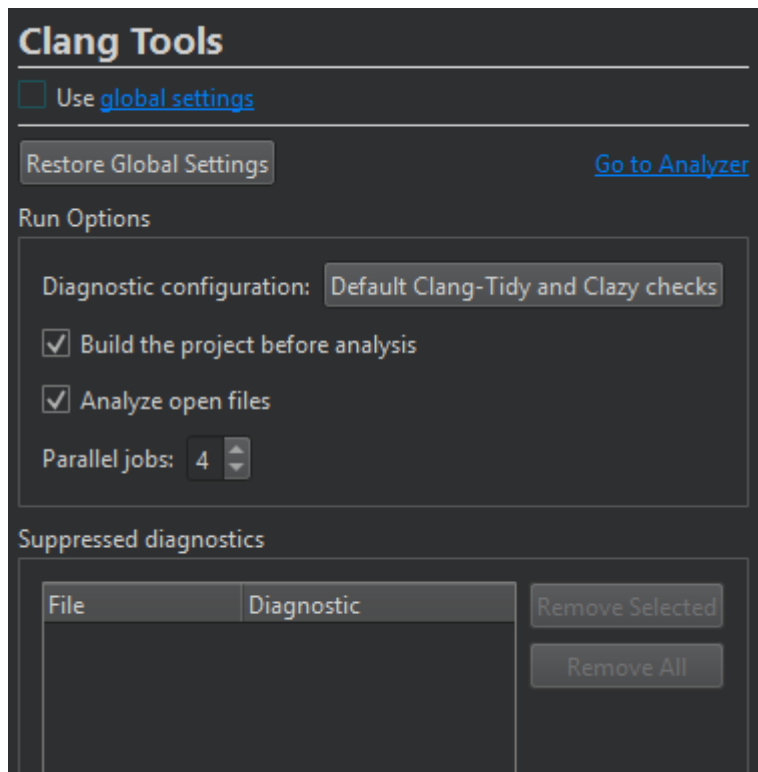 Clang Tools
Use global settings
Restore Global Settings Go to Analyzer
Run Options
Diagnostic configuration: Default Clang-Tidy and Clazy checks
Build the project before analysis
Analyze open files
Parallel jobs: 4
Suppressed diagnostics
File Diagnostic Remove Selected
Remove All